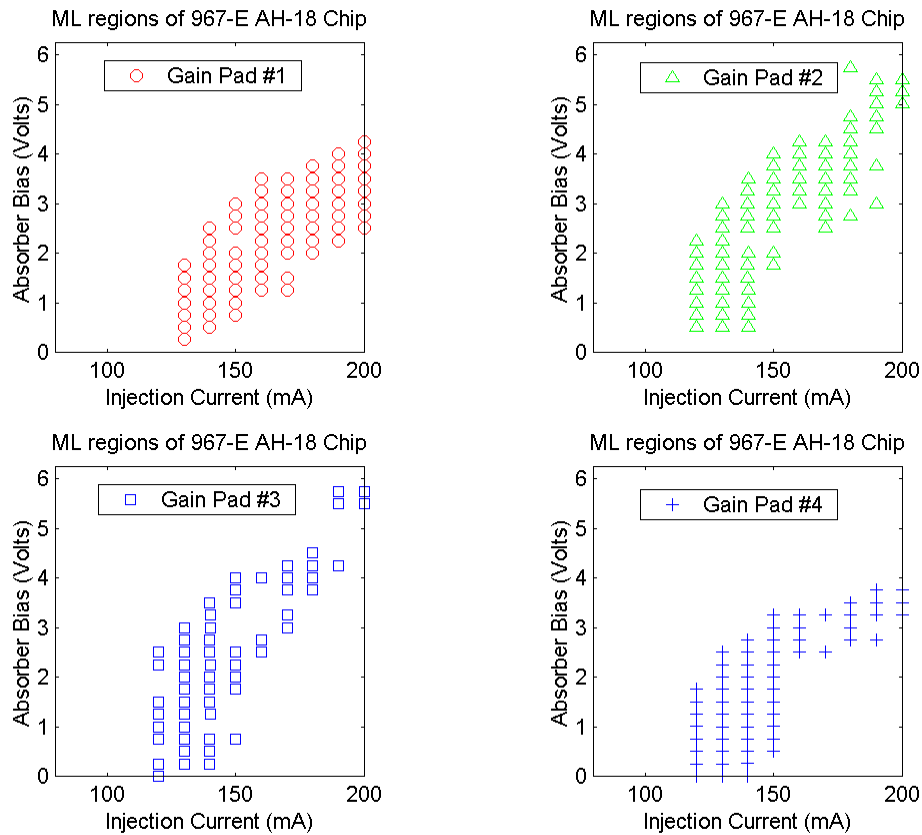 ML regions of 967-E AH-18 Chip
Gain Pad #1
Absorber Bias (Volts)
6
5
4
3
2
1
0
100 150 200
Injection Current (mA)
ML regions of 967-E AH-18 Chip
Gain Pad #2
Absorber Bias (Volts)
6
5
4
3
2
1
0
100 150 200
Injection Current (mA)
ML regions of 967-E AH-18 Chip
Gain Pad #3
Absorber Bias (Volts)
6
5
4
3
2
1
0
100 150 200
Injection Current (mA)
ML regions of 967-E AH-18 Chip
Gain Pad #4
Absorber Bias (Volts)
6
5
4
3
2
1
0
100 150 200
Injection Current (mA)